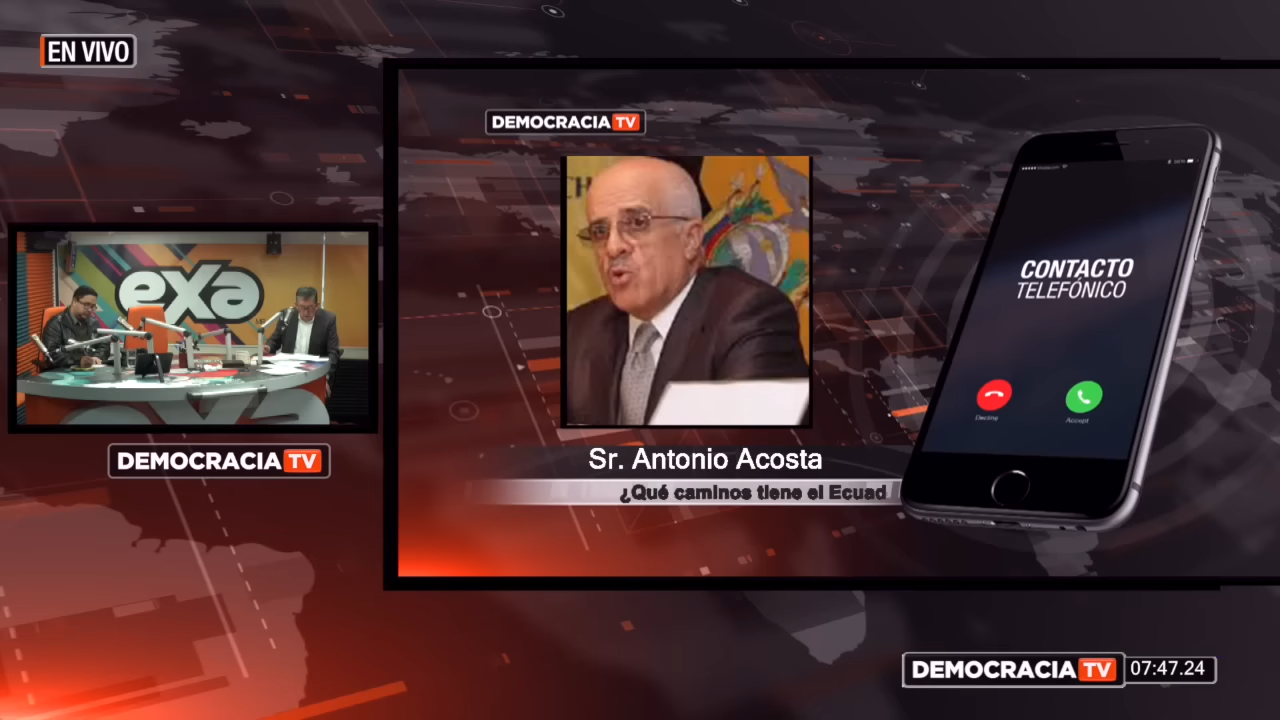 EN VIVO
DEMOCRACIA TV
exa
DEMOCRACIA TV
CONTACTO
TELEFÓNICO
Decline
Accept
Sr. Antonio Acosta
¿Qué caminos tiene el Ecuad
DEMOCRACIA TV
07.47.24